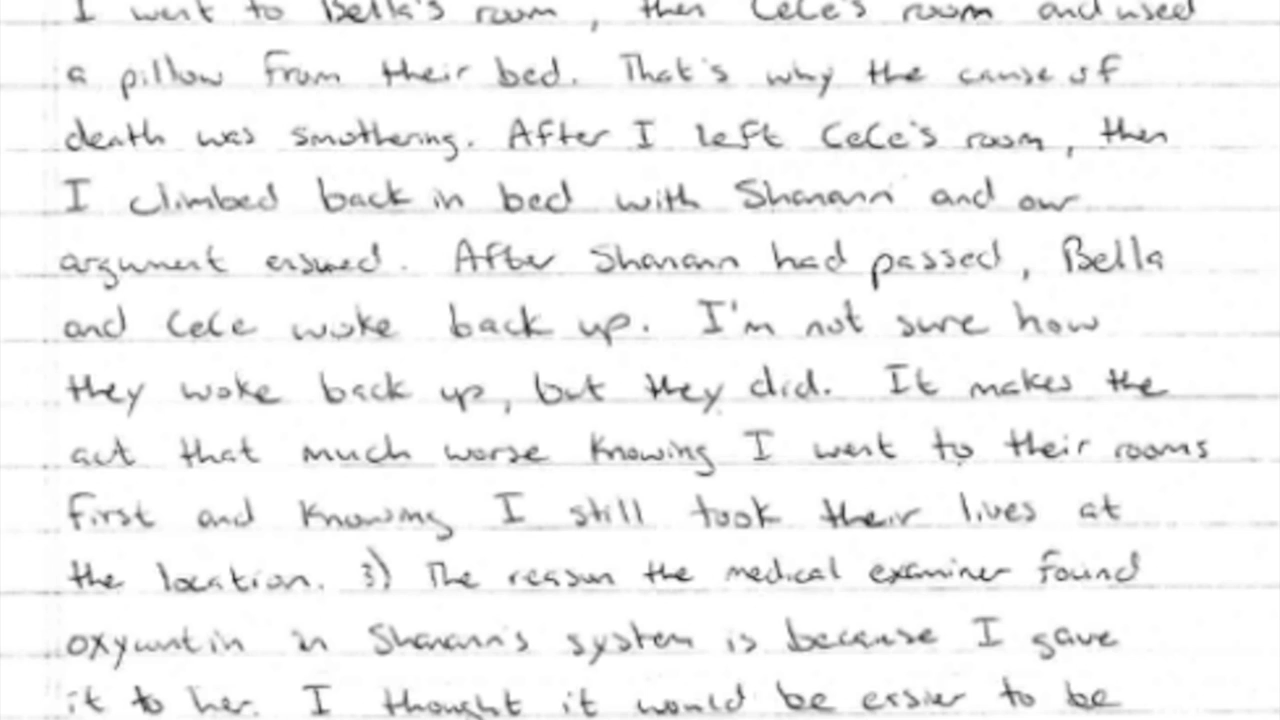 I went to Bella's room, then CeCe's room and used
a pillow from their bed. That's why the cause of
death was smothering. After I left CeCe's room, then
I climbed back in bed with Shanann and our
argument ensued. After Shanann had passed, Bella
and CeCe woke back up. I'm not sure how
they woke back up, but they did. It makes the
act that much worse knowing I went to their rooms
first and knowing I still took their lives at
the location. 3) The reason the medical examiner found
oxycontin in Shanann's system is because I gave
it to her. I thought it would be easier to be